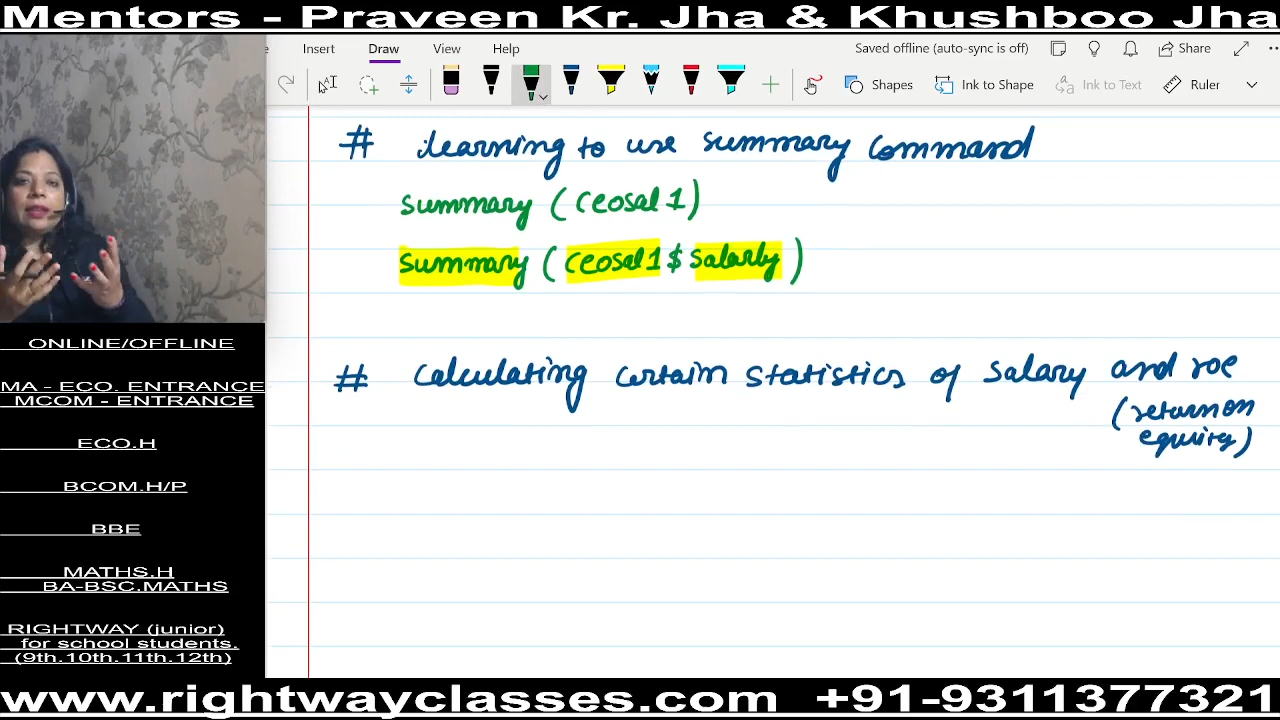 Mentors - Praveen Kr. Jha & Khushboo Jha
Insert Draw View Help Saved offline (auto-sync is off) Share
Shapes Ink to Shape Ink to Text Ruler
# learning to use summary command
summary (ceosal 1)
summary (ceosal 1 $ salarly)
# calculating certain statistics of salary and roe
(return on
equity)
ONLINE/OFFLINE
MA - ECO. ENTRANCE
MCOM - ENTRANCE
ECO.H
BCOM.H/P
BBE
MATHS.H
BA-BSC.MATHS
RIGHTWAY (junior)
for school students.
(9th.10th.11th.12th)
www.rightwayclasses.com +91-9311377321